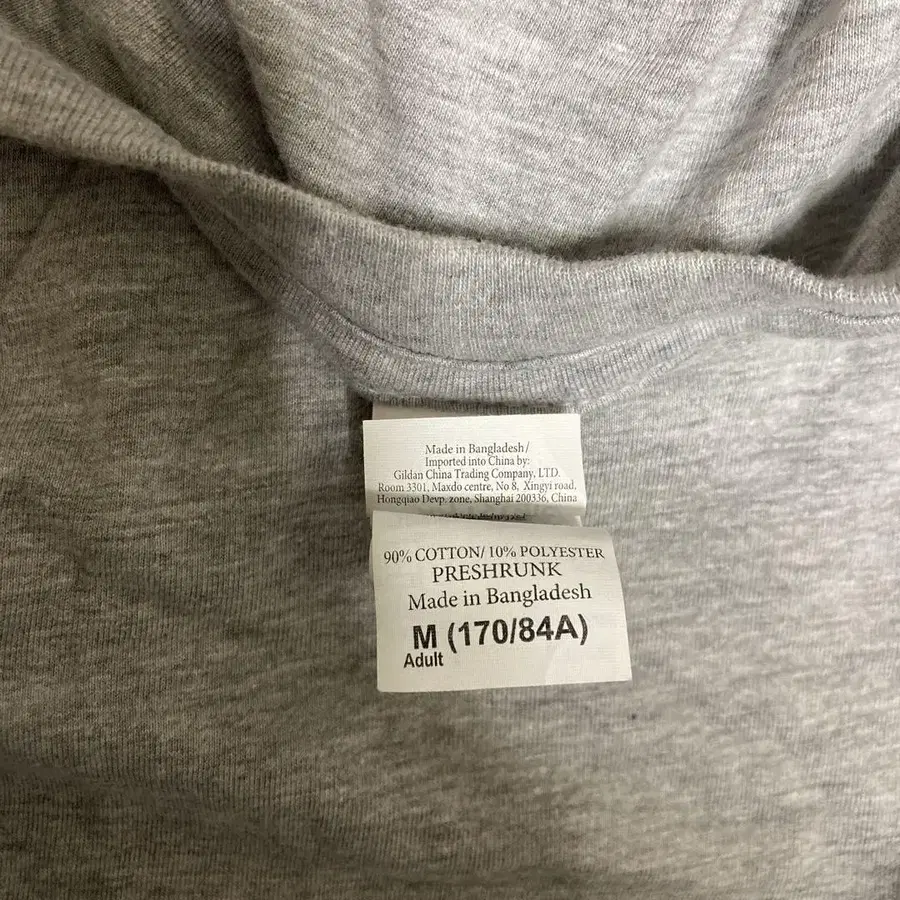 Made in Bangladesh/
Imported into China by:
Gildan China Trading Company, LTD.
Room 3301, Maxdo centre, No 8, Xingyi road,
Hongqiao Devp. zone, Shanghai 200336, China
90% COTTON/ 10% POLYESTER
PRESHRUNK
Made in Bangladesh
M (170/84A)
Adult